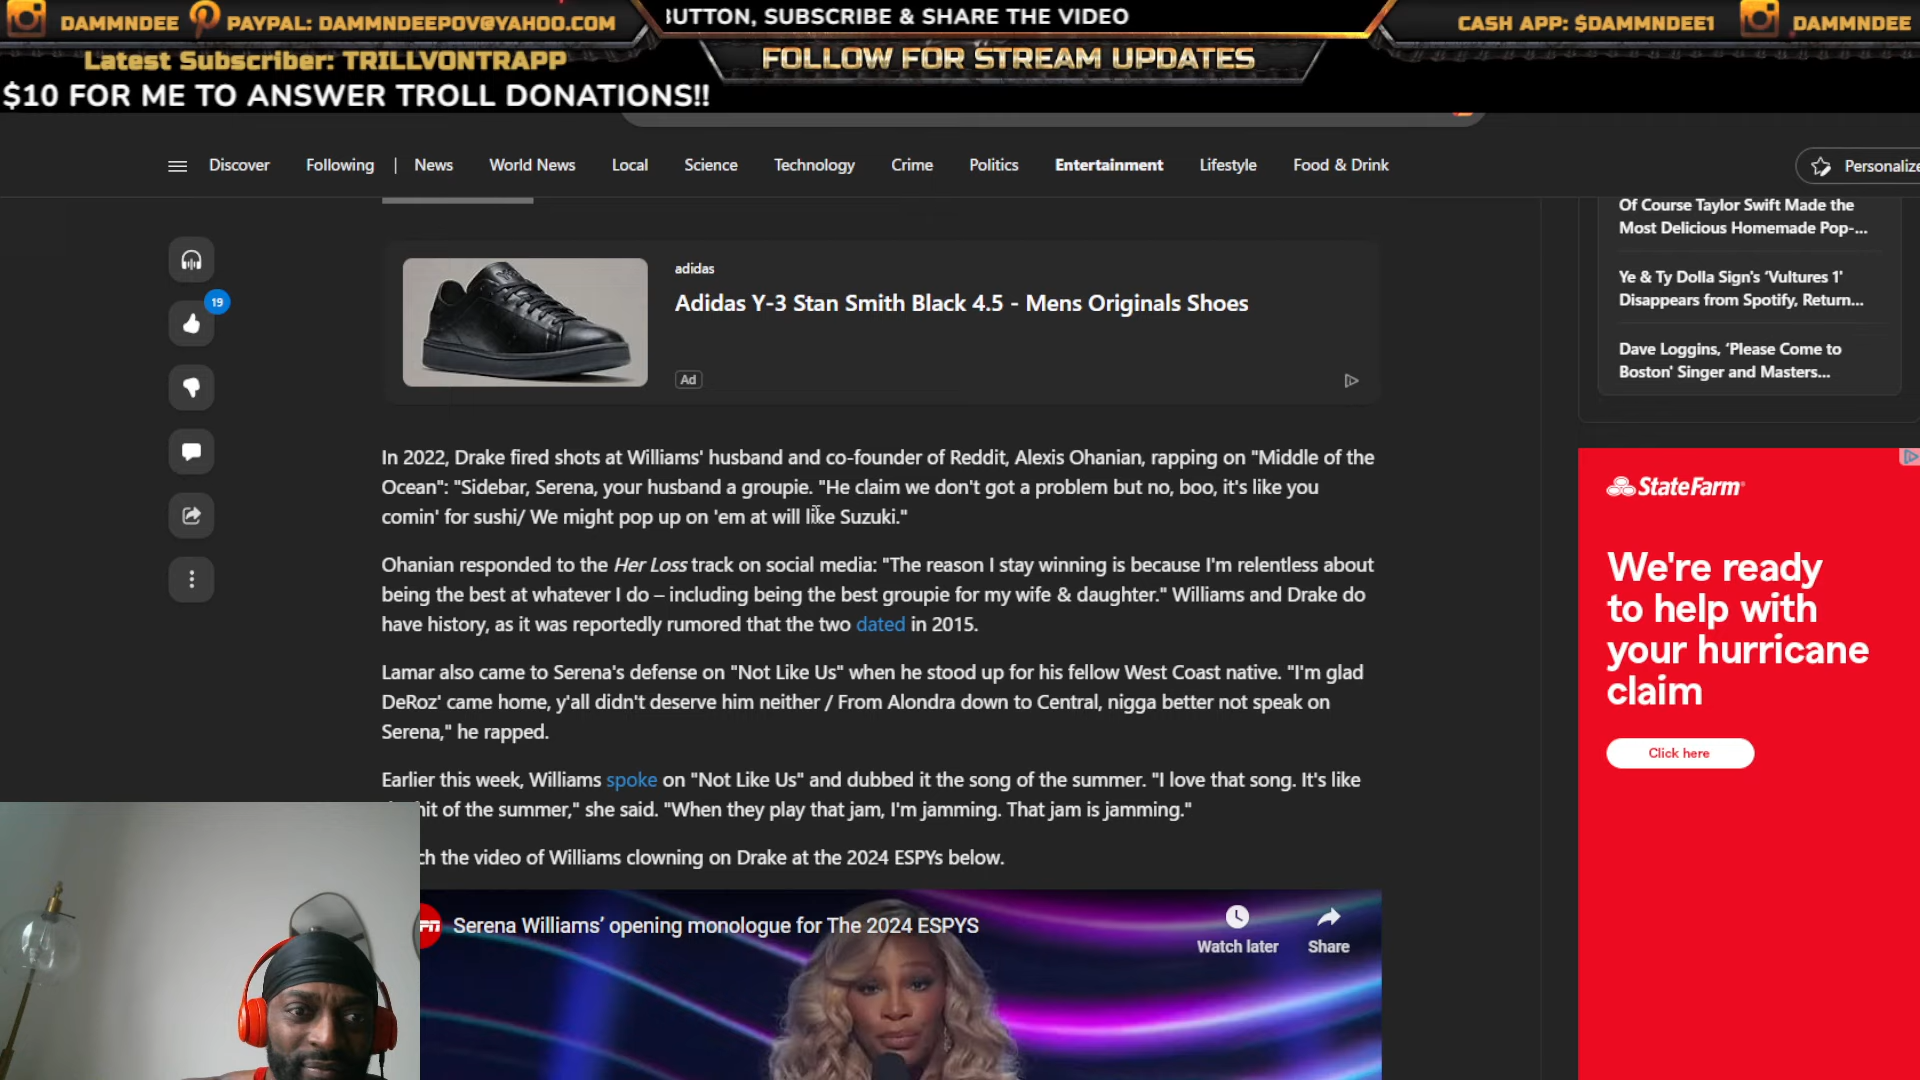 DAMMNDEE PAYPAL: DAMMNDEEPOV@YAHOO.COM
BUTTON, SUBSCRIBE & SHARE THE VIDEO
CASH APP: $DAMMNDEE1 DAMMNDEE
Latest Subscriber: TRILLVONTRAPP
FOLLOW FOR STREAM UPDATES
$10 FOR ME TO ANSWER TROLL DONATIONS!!
Discover Following | News World News Local Science Technology Crime Politics Entertainment Lifestyle Food & Drink
Personalize
19
adidas
Adidas Y-3 Stan Smith Black 4.5 - Mens Originals Shoes
Ad
In 2022, Drake fired shots at Williams' husband and co-founder of Reddit, Alexis Ohanian, rapping on "Middle of the
Ocean": "Sidebar, Serena, your husband a groupie. "He claim we don't got a problem but no, boo, it's like you
comin' for sushi/ We might pop up on 'em at will like Suzuki."
Ohanian responded to the Her Loss track on social media: "The reason I stay winning is because I'm relentless about
being the best at whatever I do – including being the best groupie for my wife & daughter." Williams and Drake do
have history, as it was reportedly rumored that the two dated in 2015.
Lamar also came to Serena's defense on "Not Like Us" when he stood up for his fellow West Coast native. "I'm glad
DeRoz' came home, y'all didn't deserve him neither / From Alondra down to Central, nigga better not speak on
Serena," he rapped.
Earlier this week, Williams spoke on "Not Like Us" and dubbed it the song of the summer. "I love that song. It's like
hit of the summer," she said. "When they play that jam, I'm jamming. That jam is jamming."
the video of Williams clowning on Drake at the 2024 ESPYs below.
Serena Williams' opening monologue for The 2024 ESPYS
Watch later
Share
Of Course Taylor Swift Made the
Most Delicious Homemade Pop-...
Ye & Ty Dolla Sign's 'Vultures 1'
Disappears from Spotify, Return...
Dave Loggins, 'Please Come to
Boston' Singer and Masters...
StateFarm
We're ready
to help with
your hurricane
claim
Click here